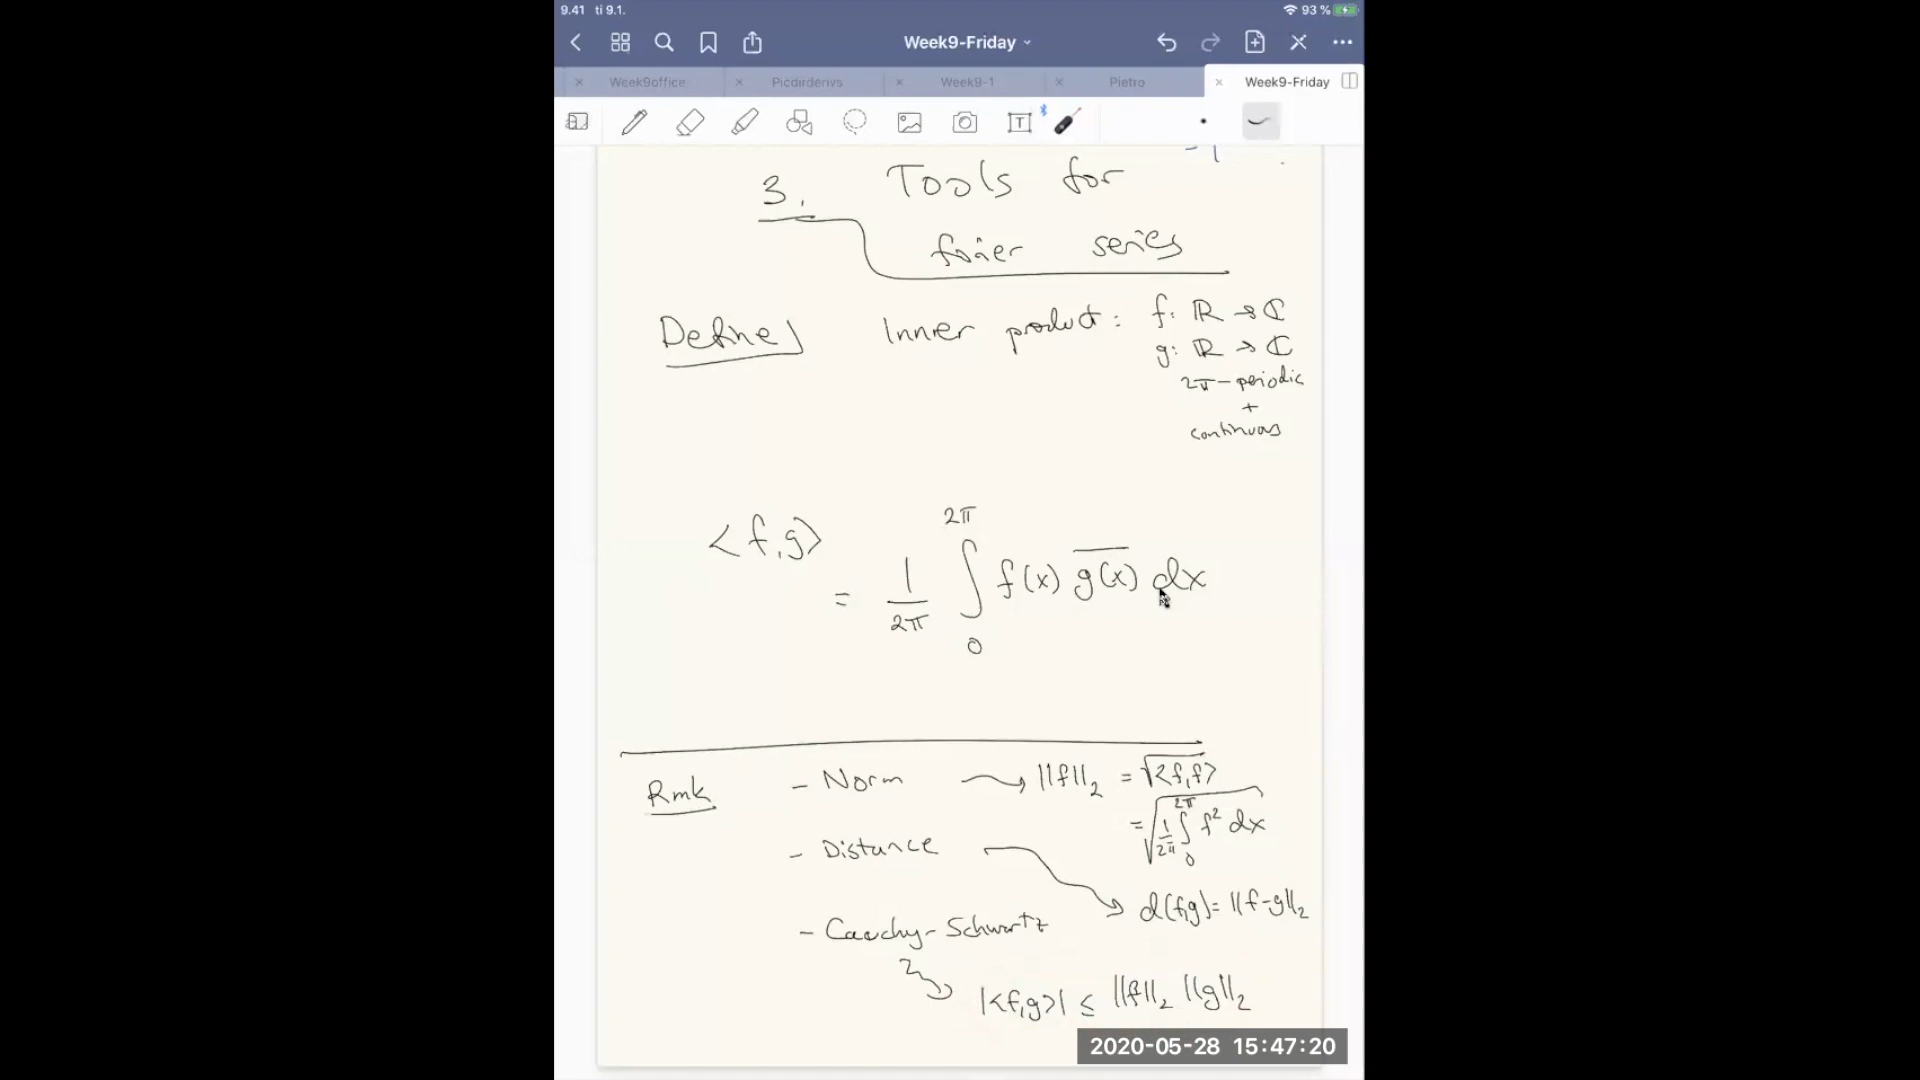 9.41 ti 9.1. 93 %
Week9-Friday
Week9office Picdirderivs Week9-1 Pietro Week9-Friday
3. Tools for
series
Define Inner product: f: ℝ → ℂ
g: ℝ → ℂ
2π-periodic
+
continuous
<f,g>
= 1/2π ∫₀^2π f(x) \overline{g(x)} dx
Rmk - Norm → ||f||₂ = √<f,f>
= √(1/2π ∫₀^2π f² dx)
- Distance → d(f,g) = ||f-g||₂
- Cauchy-Schwartz
→ |<f,g>| ≤ ||f||₂ ||g||₂
2020-05-28 15:47:20